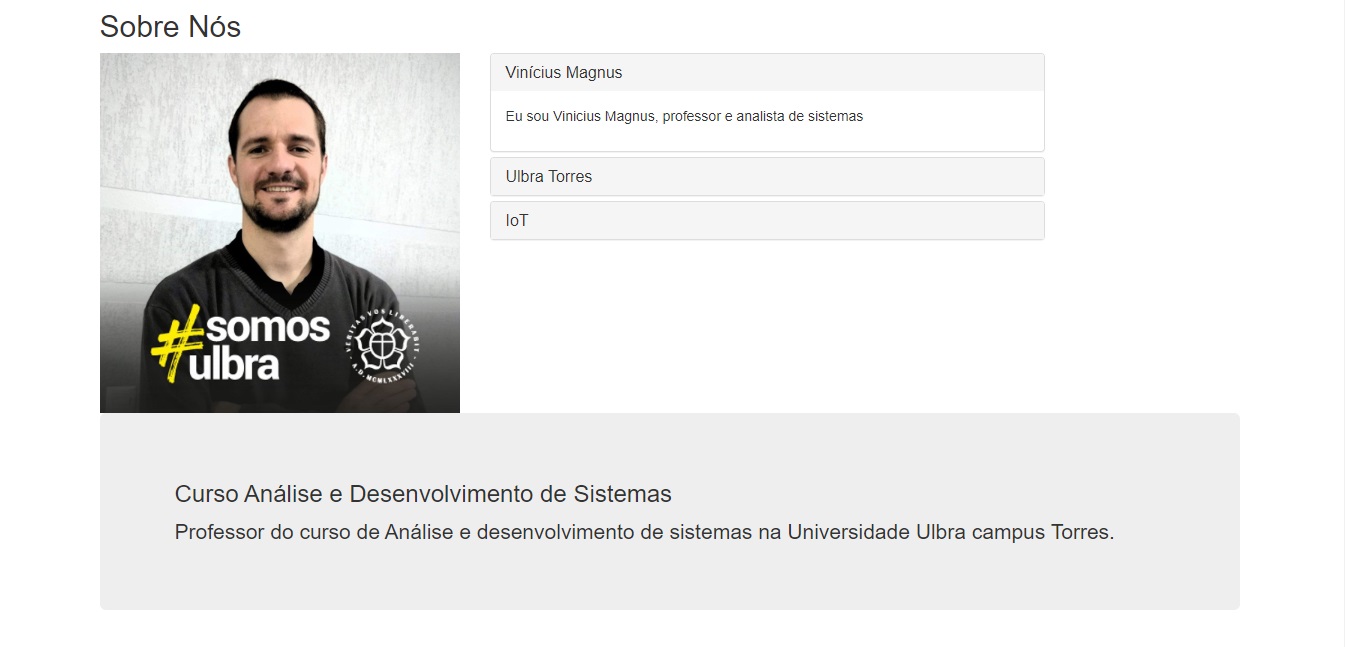 Sobre Nós
Vinícius Magnus
Eu sou Vinicius Magnus, professor e analista de sistemas
Ulbra Torres
IoT
#somos
ulbra
VERITAS VOS LIBERABIT
A.D. MCMLXXXVIII
Curso Análise e Desenvolvimento de Sistemas
Professor do curso de Análise e desenvolvimento de sistemas na Universidade Ulbra campus Torres.